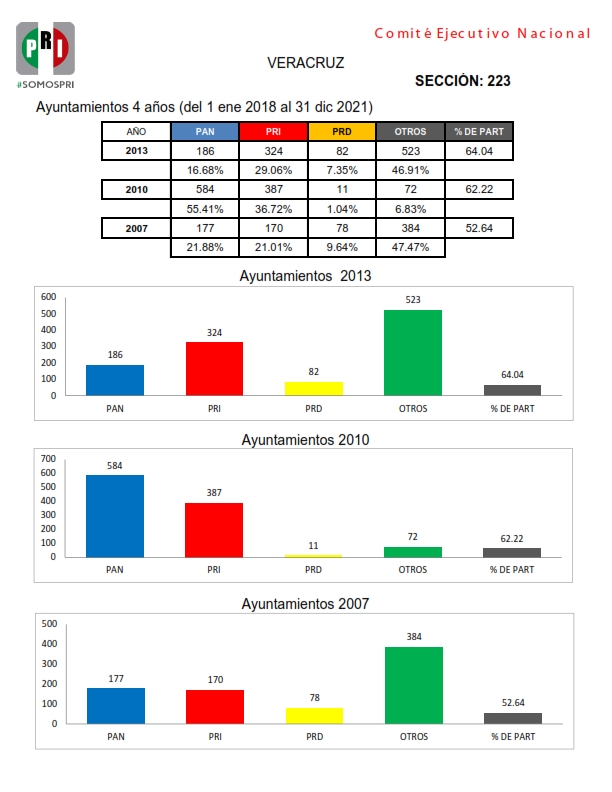 Comité Ejecutivo Nacional
PRI
#SOMOSPRI
VERACRUZ
SECCIÓN: 223
Ayuntamientos 4 años (del 1 ene 2018 al 31 dic 2021)
AÑO PAN PRI PRD OTROS % DE PART
2013 186 324 82 523 64.04
16.68% 29.06% 7.35% 46.91%
2010 584 387 11 72 62.22
55.41% 36.72% 1.04% 6.83%
2007 177 170 78 384 52.64
21.88% 21.01% 9.64% 47.47%
Ayuntamientos 2013
600
500
400
300
200
100
0
186 324 82 523 64.04
PAN PRI PRD OTROS % DE PART
Ayuntamientos 2010
700
600
500
400
300
200
100
0
584 387 11 72 62.22
PAN PRI PRD OTROS % DE PART
Ayuntamientos 2007
500
400
300
200
100
0
177 170 78 384 52.64
PAN PRI PRD OTROS % DE PART